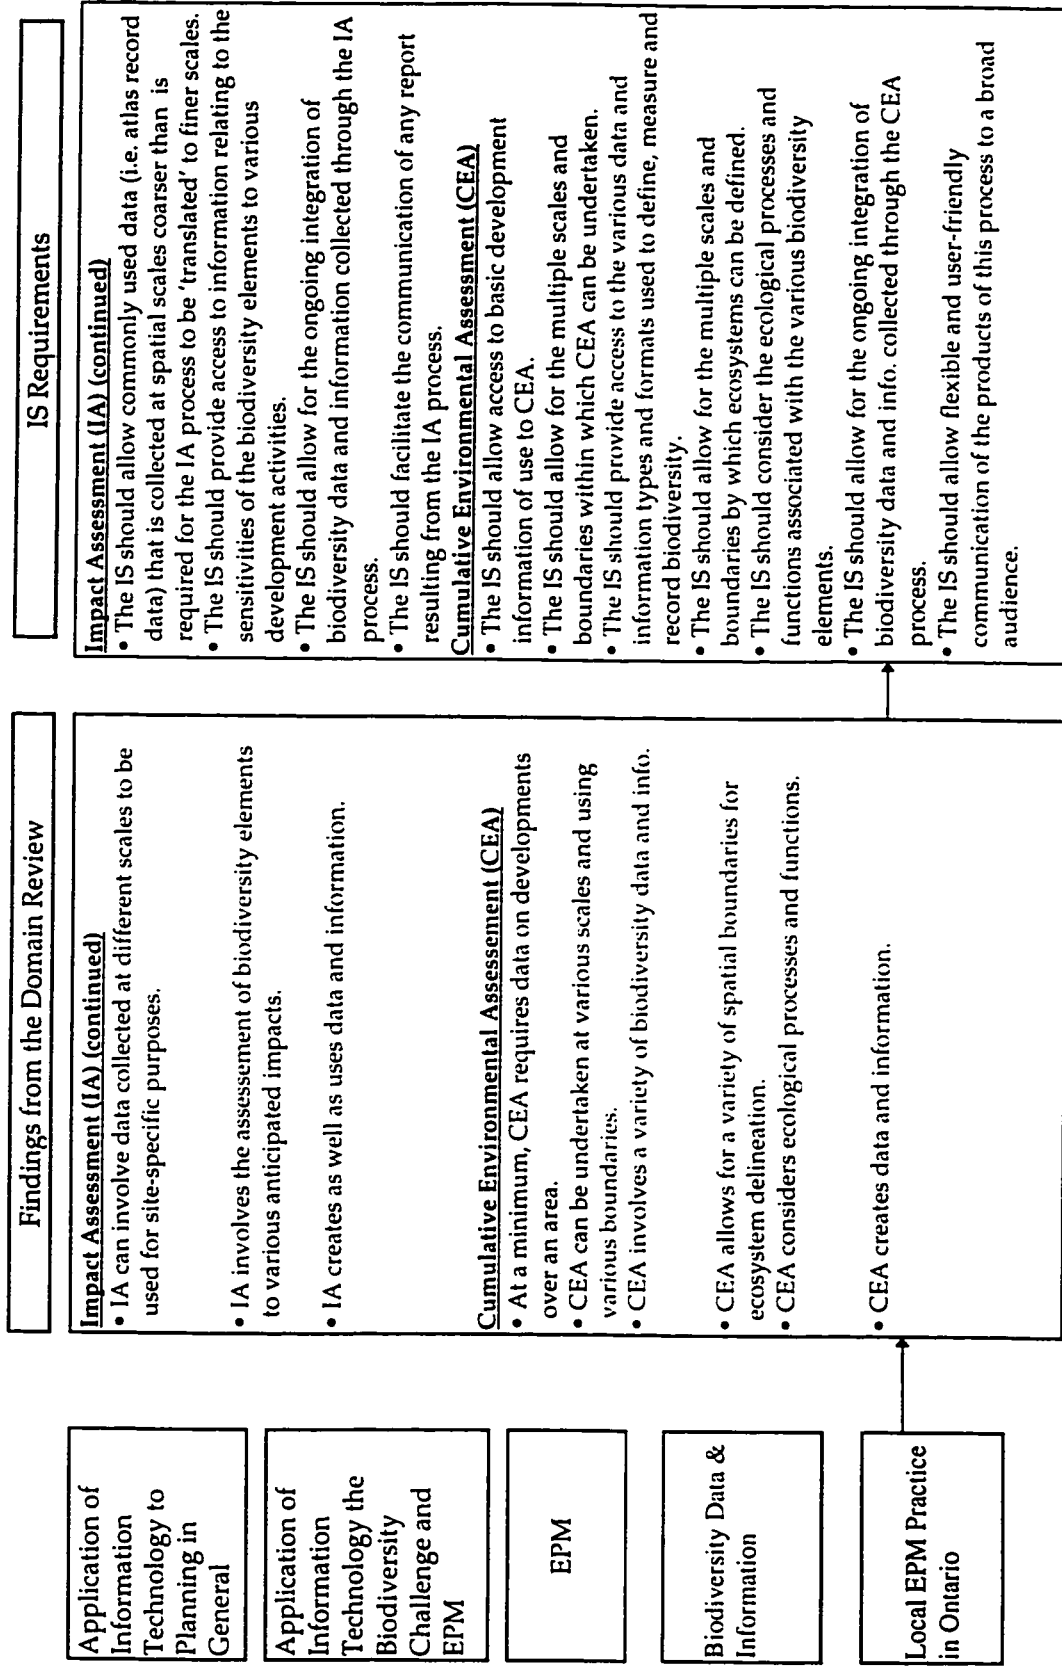 Application of
Information
Technology to
Planning in
General
Application of
Information
Technology the
Biodiversity
Challenge and
EPM
EPM
Biodiversity Data &
Information
Local EPM Practice
in Ontario
Findings from the Domain Review
Impact Assessment (IA) (continued)
• IA can involve data collected at different scales to be
used for site-specific purposes.
• IA involves the assessement of biodiversity elements
to various anticipated impacts.
• IA creates as well as uses data and information.
Cumulative Environmental Assessement (CEA)
• At a minimum, CEA requires data on developments
over an area.
• CEA can be undertaken at various scales and using
various boundaries.
• CEA involves a variety of biodiversity data and info.
• CEA allows for a variety of spatial boundaries for
ecosystem delineation.
• CEA considers ecological processes and functions.
• CEA creates data and information.
IS Requirements
Impact Assessment (IA) (continued)
• The IS should allow commonly used data (i.e. atlas record
data) that is collected at spatial scales coarser than is
required for the IA process to be 'translated' to finer scales.
• The IS should provide access to information relating to the
sensitivities of the biodiversity elements to various
development activities.
• The IS should allow for the ongoing integration of
biodiversity data and information collected through the IA
process.
• The IS should facilitate the communication of any report
resulting from the IA process.
Cumulative Environmental Assessment (CEA)
• The IS should allow access to basic development
information of use to CEA.
• The IS should allow for the multiple scales and
boundaries within which CEA can be undertaken.
• The IS should provide access to the various data and
information types and formats used to define, measure and
record biodiversity.
• The IS should allow for the multiple scales and
boundaries by which ecosystems can be defined.
• The IS should consider the ecological processes and
functions associated with the various biodiversity
elements.
• The IS should allow for the ongoing integration of
biodiversity data and info. collected through the CEA
process.
• The IS should allow flexible and user-friendly
communication of the products of this process to a broad
audience.